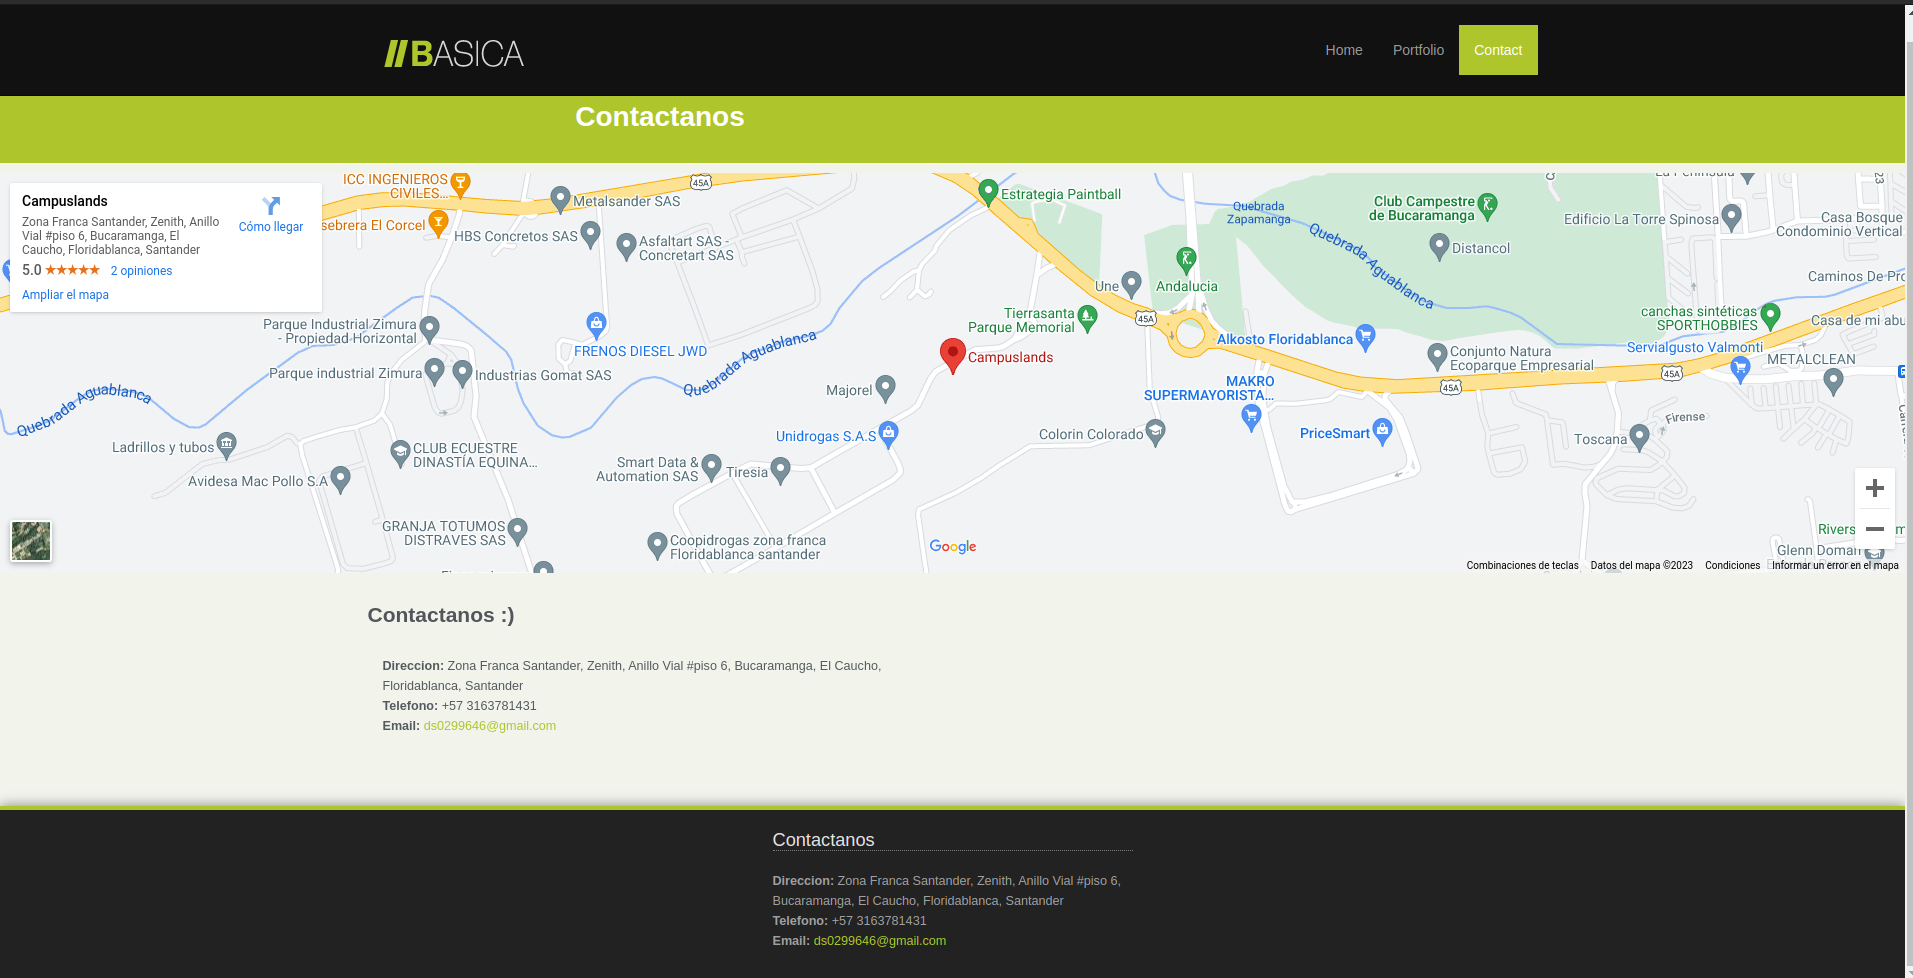 BASICA
Home
Portfolio
Contact
Contactanos
Campuslands
Zona Franca Santander, Zenith, Anillo
Vial #piso 6, Bucaramanga, El
Caucho, Floridablanca, Santander
Cómo llegar
5.0
2 opiniones
Ampliar el mapa
ICC INGENIEROS
CIVILES...
sebrera El Corcel
Metalsander SAS
HBS Concretos SAS
Asfaltart SAS -
Concretart SAS
45A
Estrategia Paintball
Quebrada
Zapamanga
Club Campestre
de Bucaramanga
Quebrada Aguablanca
Distancol
Edificio La Torre Spinosa
Casa Bosque
Condominio Vertical
Caminos De Pro
Une
Andalucia
Tierrasanta
Parque Memorial
45A
Alkosto Floridablanca
canchas sintéticas
SPORTHOBBIES
Casa de mi abu
Servialgusto Valmonti
METALCLEAN
Conjunto Natura
Ecoparque Empresarial
45A
45A
Parque Industrial Zimura
- Propiedad Horizontal
FRENOS DIESEL JWD
Quebrada Aguablanca
Campuslands
Parque industrial Zimura
Industrias Gomat SAS
Majorel
MAKRO
SUPERMAYORISTA...
Quebrada Aguablanca
Ladrillos y tubos
CLUB ECUESTRE
DINASTÍA EQUINA...
Unidrogas S.A.S
Colorin Colorado
PriceSmart
Firense
Toscana
Smart Data &
Automation SAS
Tiresia
Avidesa Mac Pollo S.A
GRANJA TOTUMOS
DISTRAVES SAS
Coopidrogas zona franca
Floridablanca santander
Google
Glenn Doman
Combinaciones de teclas
Datos del mapa ©2023
Condiciones
Informar un error en el mapa
Contactanos :)
Direccion: Zona Franca Santander, Zenith, Anillo Vial #piso 6, Bucaramanga, El Caucho,
Floridablanca, Santander
Telefono: +57 3163781431
Email: ds0299646@gmail.com
Contactanos
Direccion: Zona Franca Santander, Zenith, Anillo Vial #piso 6,
Bucaramanga, El Caucho, Floridablanca, Santander
Telefono: +57 3163781431
Email: ds0299646@gmail.com